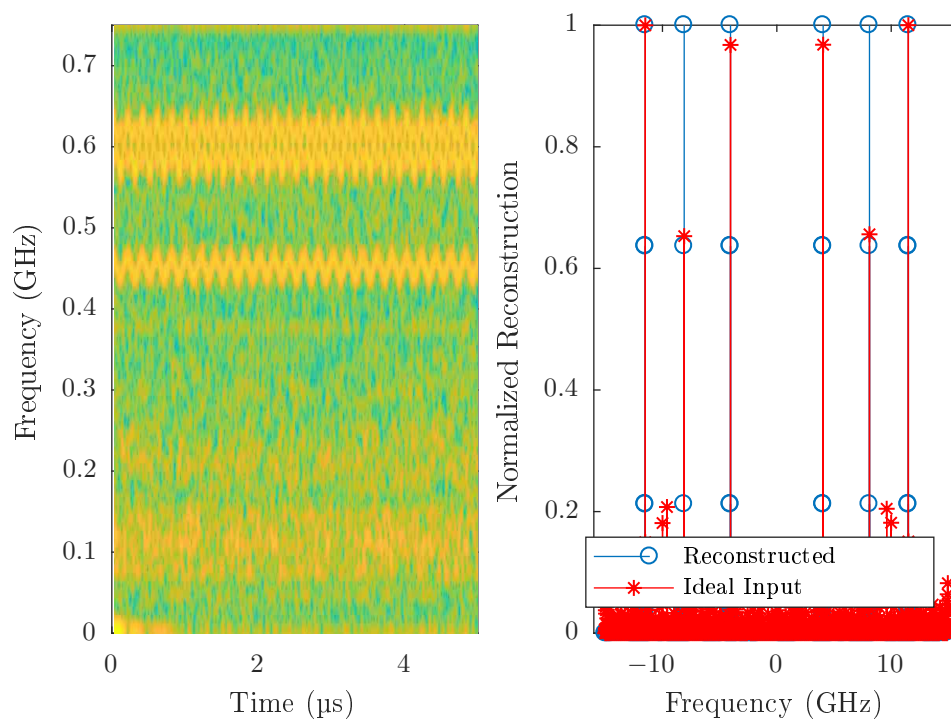 0.7
0.6
0.5
0.4
0.3
0.2
0.1
0
0 2 4
Frequency (GHz)
Time (µs)
1
0.8
0.6
0.4
0.2
0
−10 0 10
Normalized Reconstruction
Frequency (GHz)
Reconstructed
Ideal Input